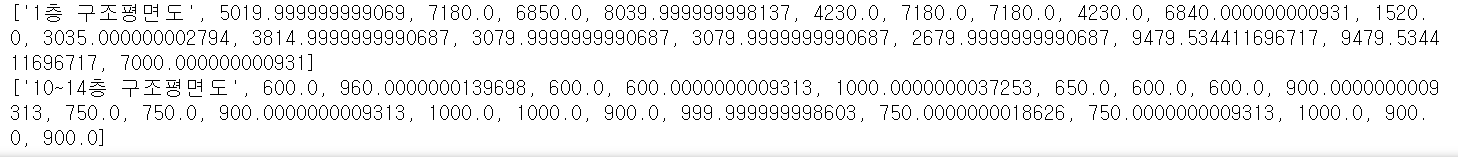 ['1층 구조평면도', 5019.999999999069, 7180.0, 6850.0, 8039.999999998137, 4230.0, 7180.0, 7180.0, 4230.0, 6840.000000000931, 1520.
0, 3035.000000002794, 3814.9999999990687, 3079.9999999990687, 3079.9999999990687, 2679.9999999990687, 9479.534411696717, 9479.5344
11696717, 7000.000000000931]
['10~14층 구조평면도', 600.0, 960.0000000139698, 600.0, 600.0000000009313, 1000.0000000037253, 650.0, 600.0, 600.0, 900.0000000009
313, 750.0, 750.0, 900.0000000009313, 1000.0, 1000.0, 900.0, 999.999999998603, 750.0000000018626, 750.0000000009313, 1000.0, 900.
0, 900.0]